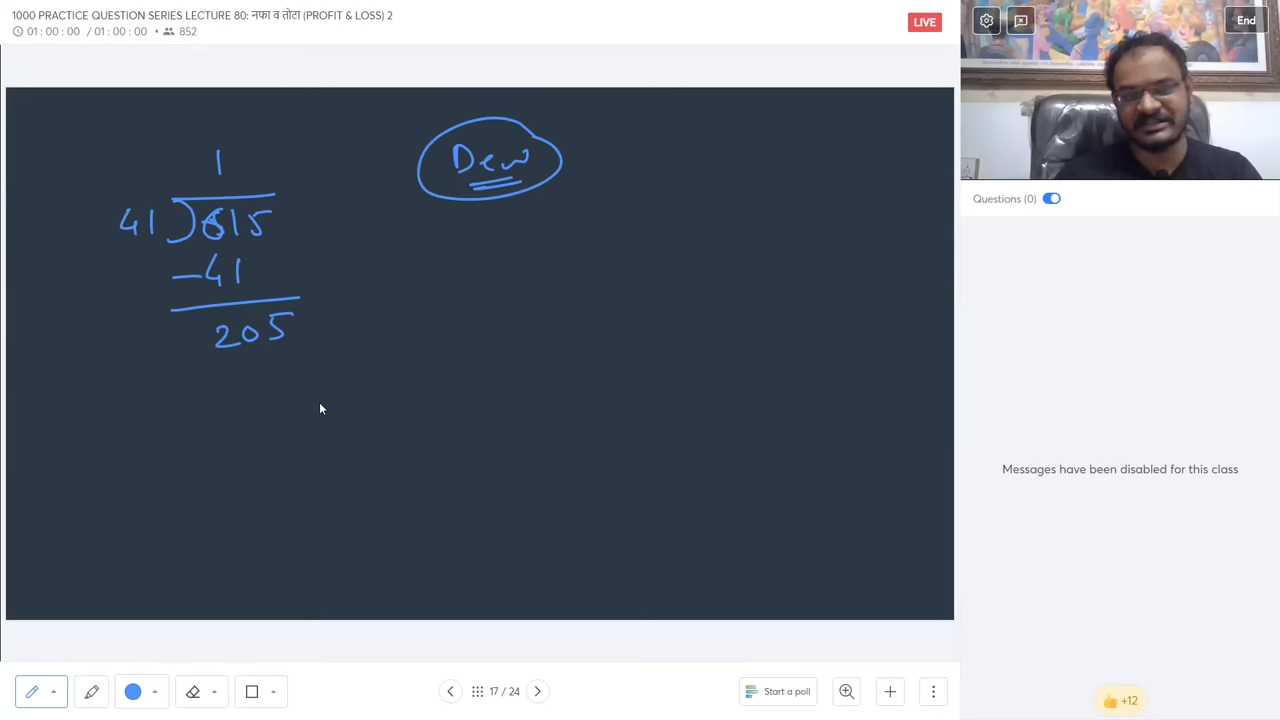 1000 PRACTICE QUESTION SERIES LECTURE 80: नफा व तोटा (PROFIT & LOSS) 2
01 : 00 : 00 / 01 : 00 : 00 • 852
LIVE
End
1
Dew
41)615
-41
205
Questions (0)
Messages have been disabled for this class
17 / 24
Start a poll
+12